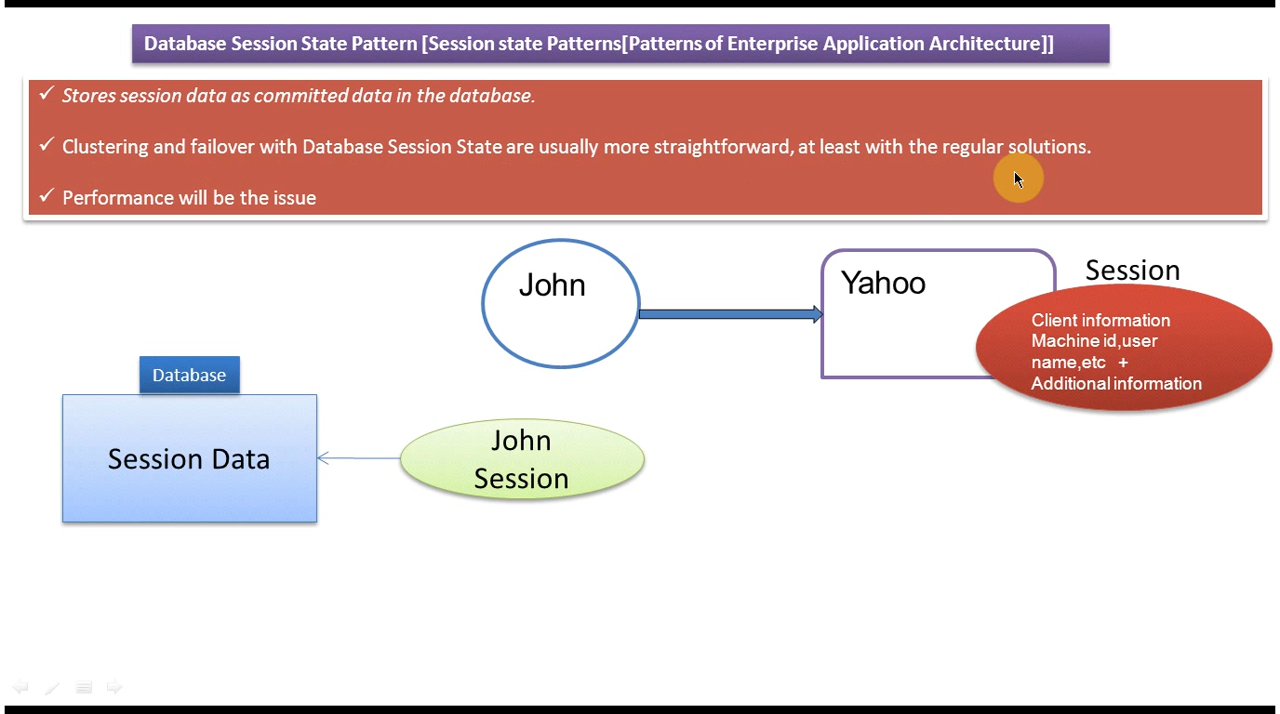 Database Session State Pattern [Session state Patterns[Patterns of Enterprise Application Architecture]]
Stores session data as committed data in the database.
Clustering and failover with Database Session State are usually more straightforward, at least with the regular solutions.
Performance will be the issue
John
Yahoo
Session
Client information
Machine id,user
name,etc +
Additional information
Database
Session Data
John
Session